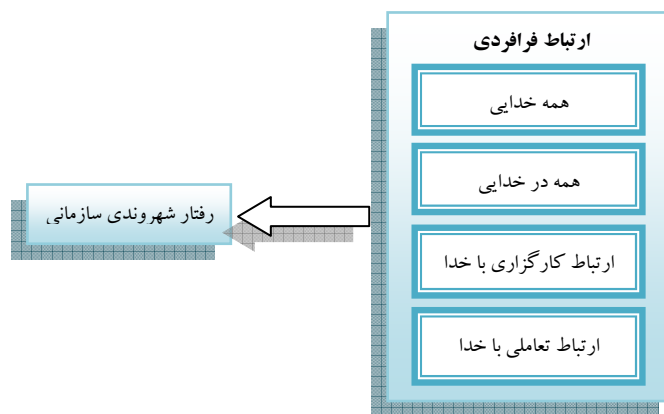 ارتباط فرافردی
همه خدایی
همه در خدایی
ارتباط کارگزاری با خدا
ارتباط تعاملی با خدا
رفتار شهروندی سازمانی